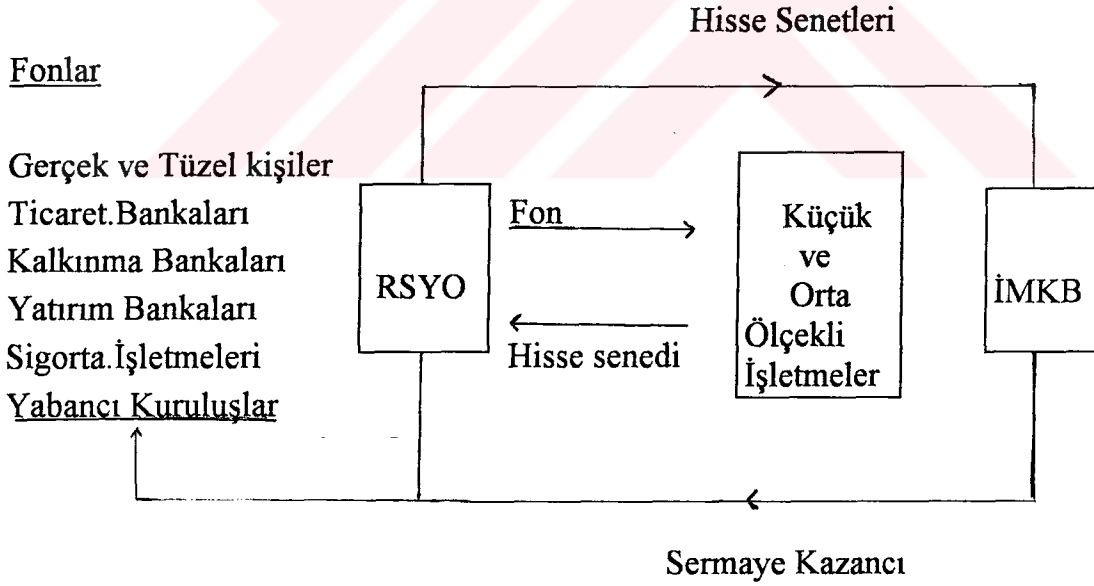 Hisse Senetleri
Fonlar
Gerçek ve Tüzel kişiler
Ticaret.Bankaları
Kalkınma Bankaları
Yatırım Bankaları
Sigorta.İşletmeleri
Yabancı Kuruluşlar
RSYO
Fon
Hisse senedi
Küçük
ve
Orta
Ölçekli
İşletmeler
İMKB
Sermaye Kazancı